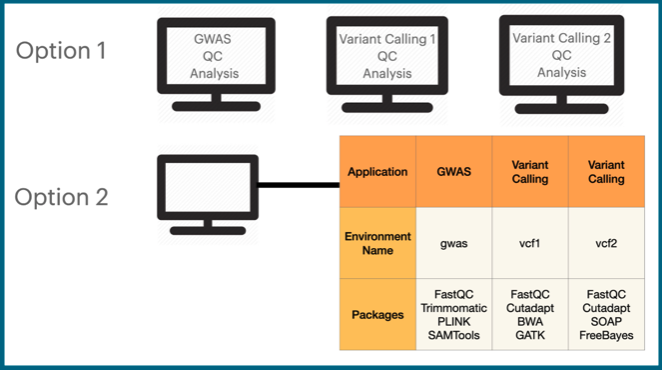 Option 1
GWAS
QC
Analysis
Variant Calling 1
QC
Analysis
Variant Calling 2
QC
Analysis
Option 2
Application
GWAS
Variant
Calling
Variant
Calling
Environment
Name
gwas
vcf1
vcf2
Packages
FastQC
Trimmomatic
PLINK
SAMTools
FastQC
Cutadapt
BWA
GATK
FastQC
Cutadapt
SOAP
FreeBayes